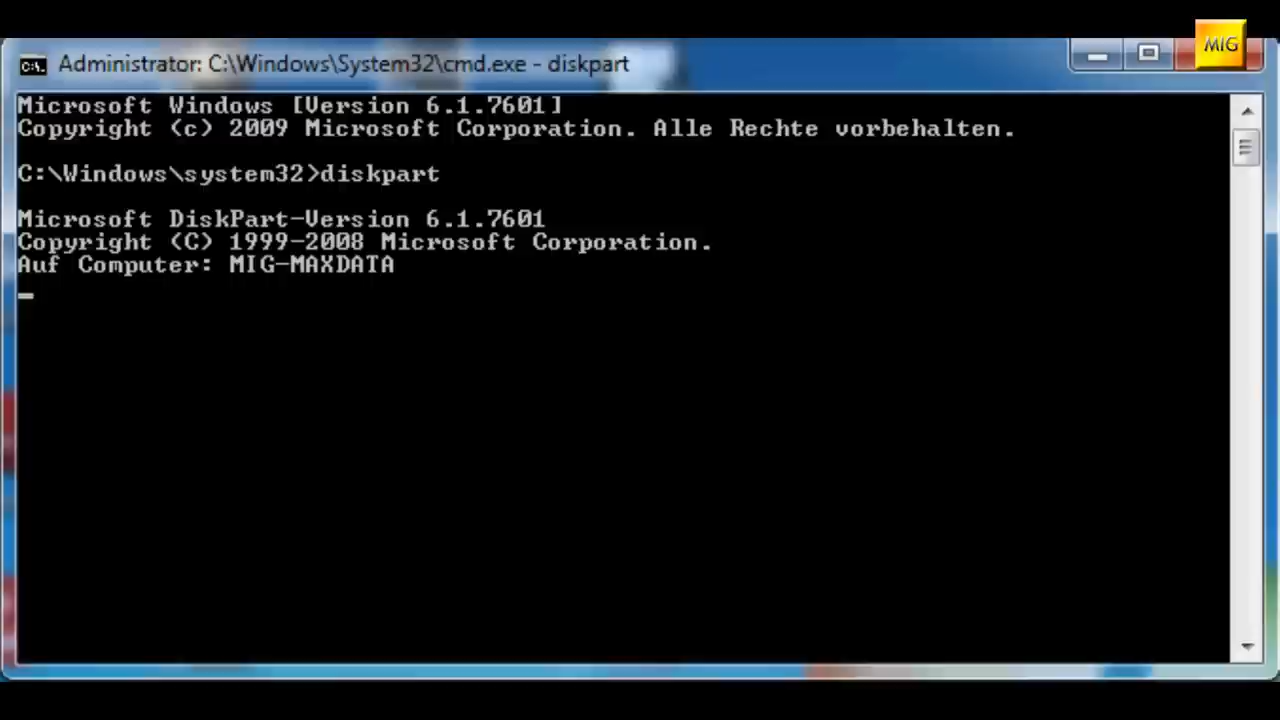 MIG
Administrator: C:\Windows\System32\cmd.exe - diskpart
Microsoft Windows [Version 6.1.7601]
Copyright (c) 2009 Microsoft Corporation. Alle Rechte vorbehalten.
C:\Windows\system32>diskpart
Microsoft DiskPart-Version 6.1.7601
Copyright (C) 1999-2008 Microsoft Corporation.
Auf Computer: MIG-MAXDATA